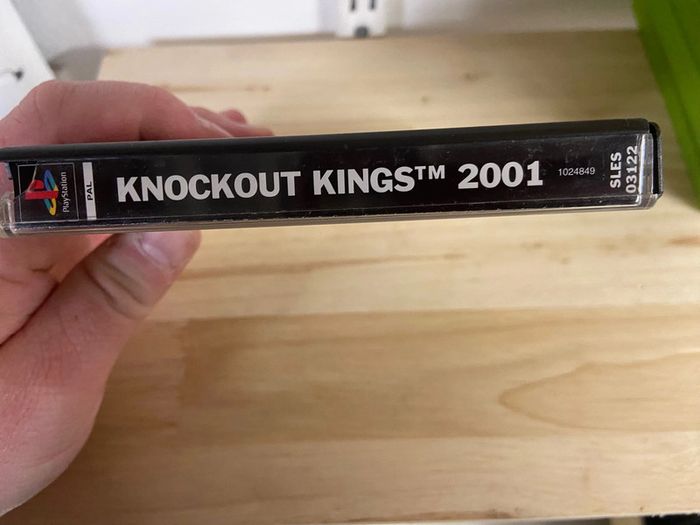 PlayStation
PAL
KNOCKOUT KINGS™ 2001
1024849
SLES
03122